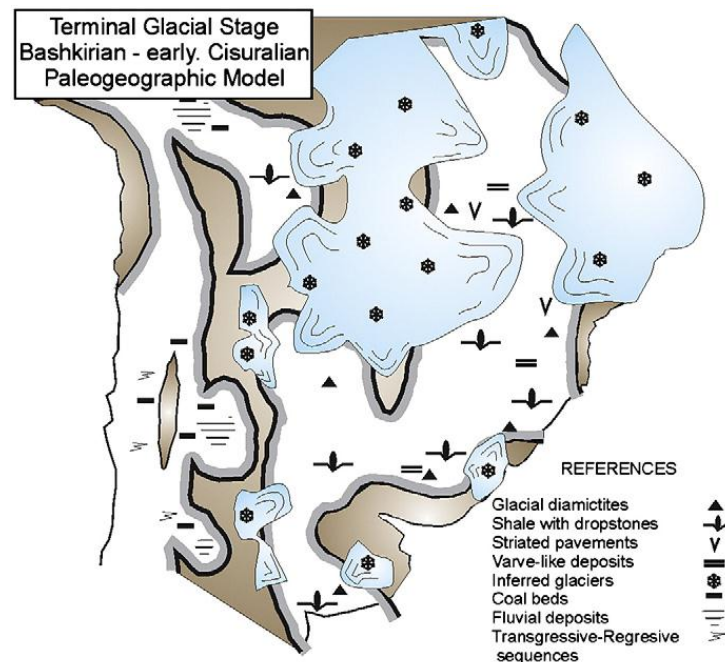 Terminal Glacial Stage
Bashkirian - early. Cisuralian
Paleogeographic Model
REFERENCES
Glacial diamictites
Shale with dropstones
Striated pavements
Varve-like deposits
Inferred glaciers
Coal beds
Fluvial deposits
Transgressive-Regresive
sequences